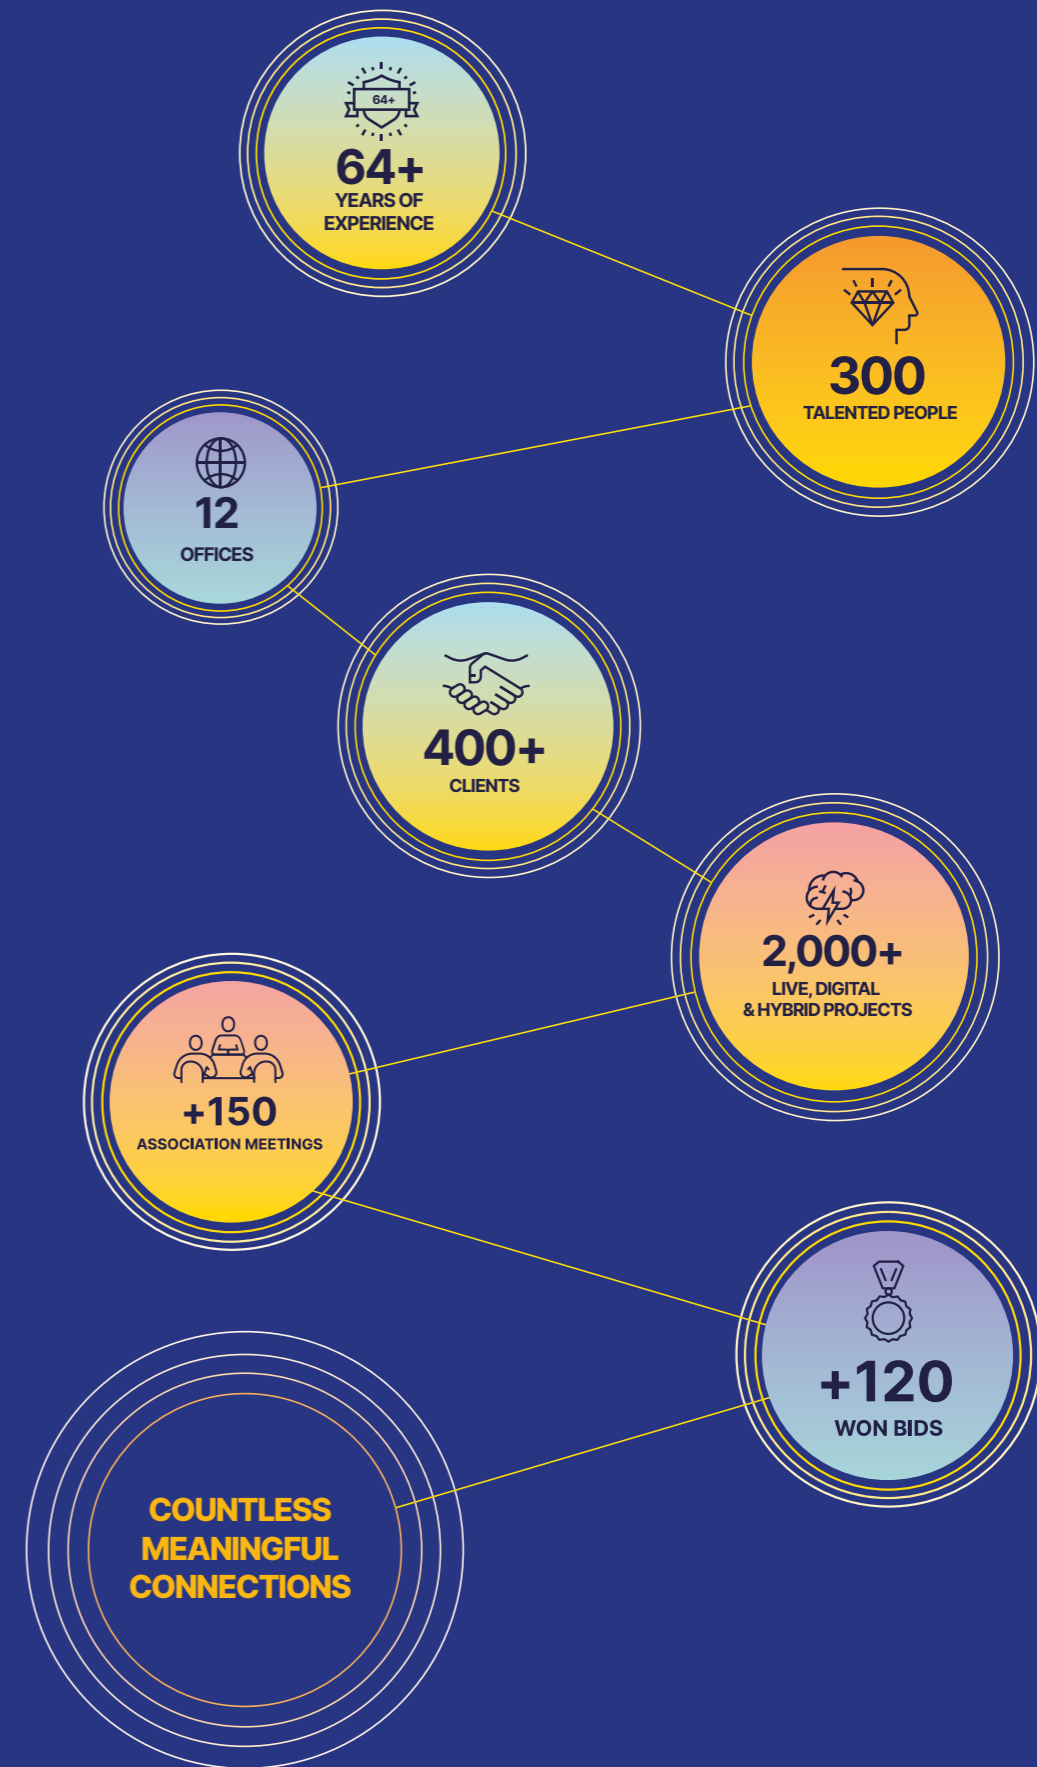 64+
64+
YEARS OF
EXPERIENCE
300
TALENTED PEOPLE
12
OFFICES
400+
CLIENTS
2,000+
LIVE, DIGITAL
& HYBRID PROJECTS
+150
ASSOCIATION MEETINGS
+120
WON BIDS
COUNTLESS
MEANINGFUL
CONNECTIONS